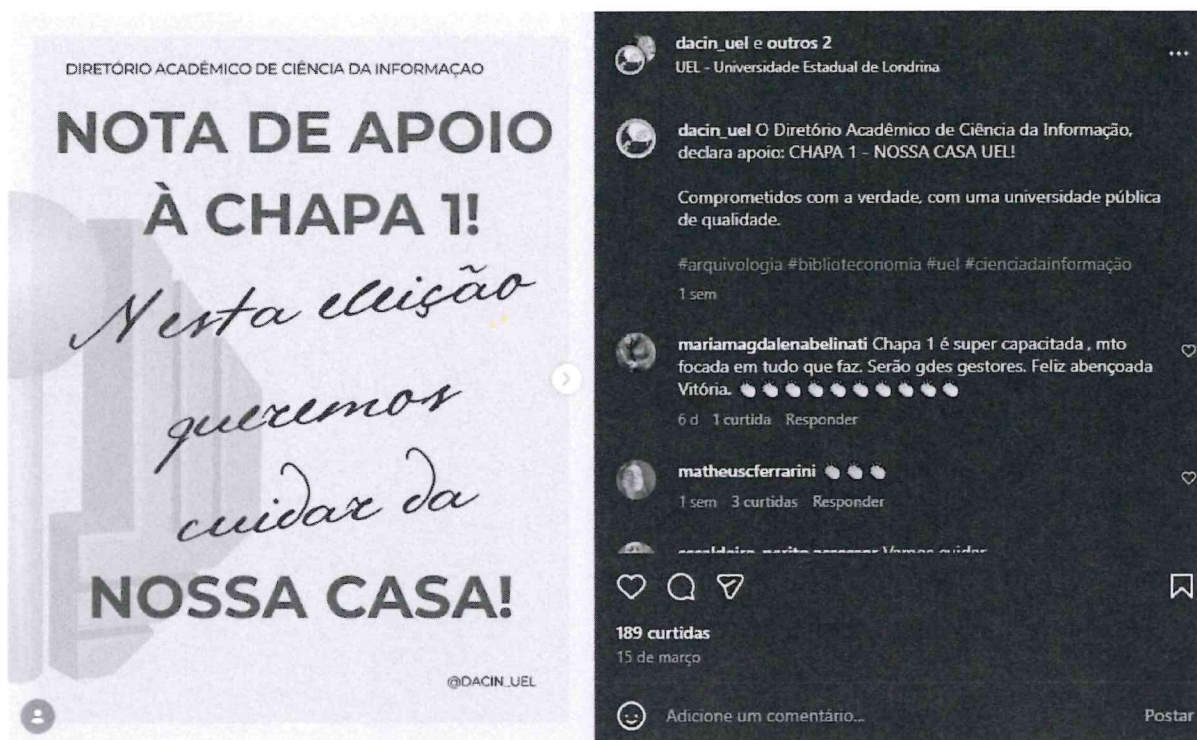 DIRETÓRIO ACADÊMICO DE CIÊNCIA DA INFORMAÇAO
NOTA DE APOIO
À CHAPA 1!
Nesta eleição
queremos
cuidar da
NOSSA CASA!
@DACIN_UEL
dacin_uel e outros 2
UEL - Universidade Estadual de Londrina
dacin_uel O Diretório Acadêmico de Ciência da Informação,
declara apoio: CHAPA 1 - NOSSA CASA UEL!
Comprometidos com a verdade, com uma universidade pública
de qualidade.
#arquivologia #biblioteconomia #uel #cienciadainformação
1 sem
mariamagdalenabelinati Chapa 1 é super capacitada , mto
focada em tudo que faz. Serão gdes gestores. Feliz abençoada
Vitória. 👏👏👏👏👏👏👏👏👏👏
6 d 1 curtida Responder
matheuscferrarini 👏👏👏
1 sem 3 curtidas Responder
189 curtidas
15 de março
Adicione um comentário...
Postar